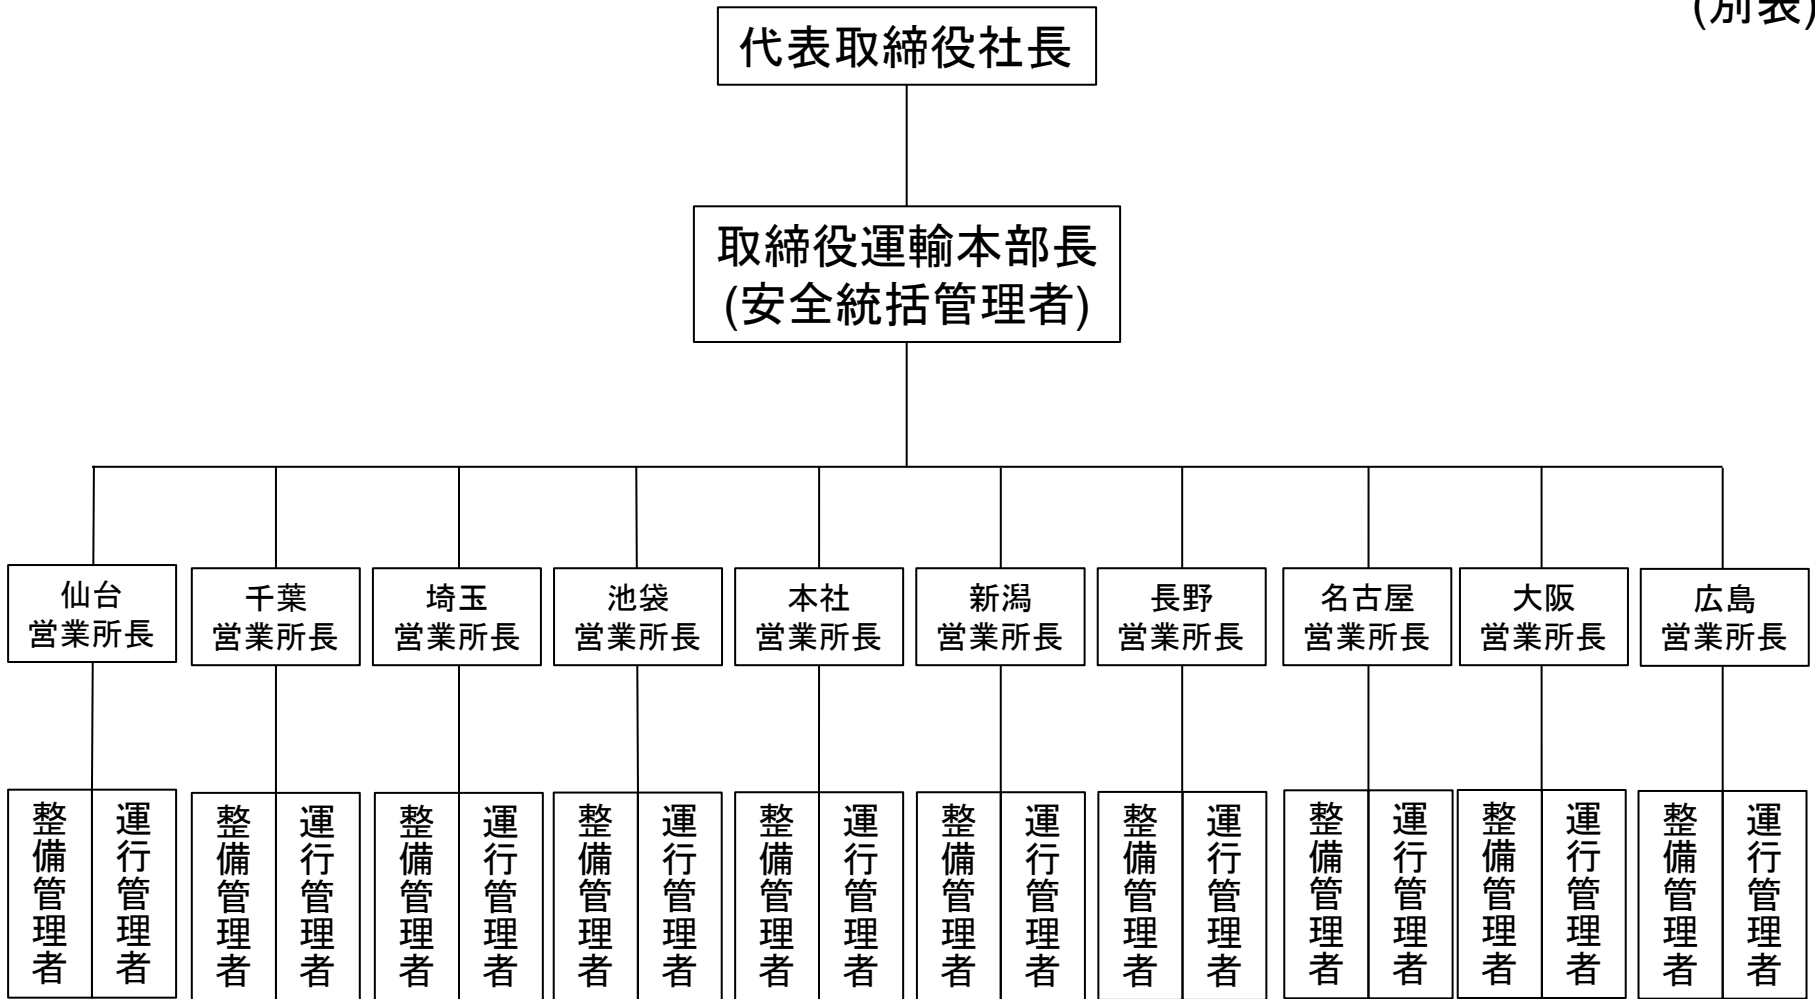 (別表)
代表取締役社長
取締役運輸本部長
(安全統括管理者)
仙台
営業所長
千葉
営業所長
埼玉
営業所長
池袋
営業所長
本社
営業所長
新潟
営業所長
長野
営業所長
名古屋
営業所長
大阪
営業所長
広島
営業所長
整備管理者
運行管理者
整備管理者
運行管理者
整備管理者
運行管理者
整備管理者
運行管理者
整備管理者
運行管理者
整備管理者
運行管理者
整備管理者
運行管理者
整備管理者
運行管理者
整備管理者
運行管理者
整備管理者
運行管理者